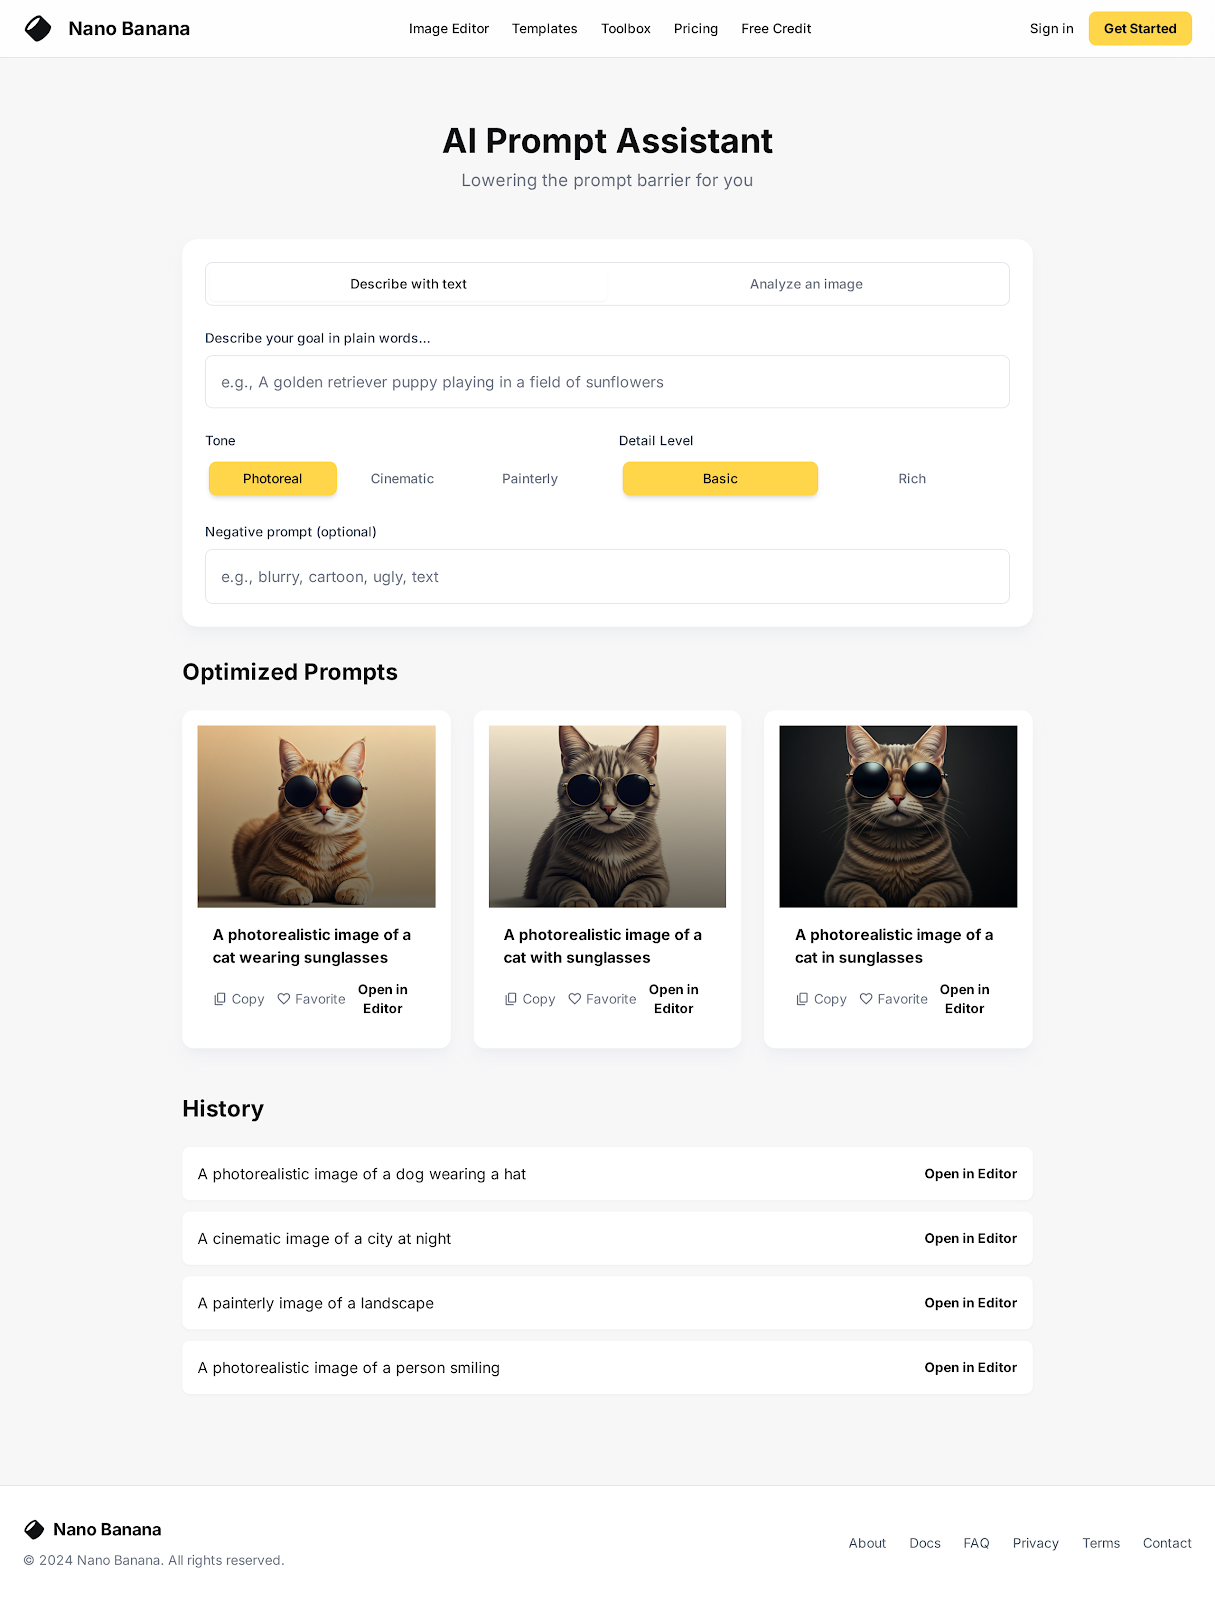 Nano Banana
Image Editor
Templates
Toolbox
Pricing
Free Credit
Sign in
Get Started
AI Prompt Assistant
Lowering the prompt barrier for you
Describe with text
Analyze an image
Describe your goal in plain words...
e.g., A golden retriever puppy playing in a field of sunflowers
Tone
Photoreal
Cinematic
Painterly
Detail Level
Basic
Rich
Negative prompt (optional)
e.g., blurry, cartoon, ugly, text
Optimized Prompts
A photorealistic image of a
cat wearing sunglasses
Copy
Favorite
Open in
Editor
A photorealistic image of a
cat with sunglasses
Copy
Favorite
Open in
Editor
A photorealistic image of a
cat in sunglasses
Copy
Favorite
Open in
Editor
History
A photorealistic image of a dog wearing a hat
Open in Editor
A cinematic image of a city at night
Open in Editor
A painterly image of a landscape
Open in Editor
A photorealistic image of a person smiling
Open in Editor
Nano Banana
© 2024 Nano Banana. All rights reserved.
About
Docs
FAQ
Privacy
Terms
Contact